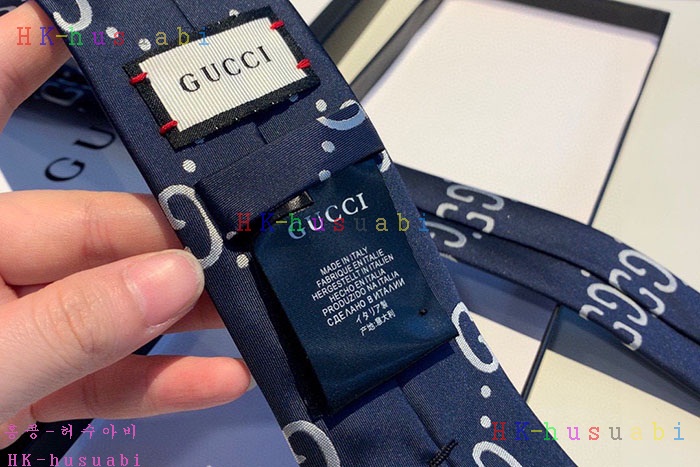 HK-husuabi
GUCCI
GUCCI
HK-husuabi
MADE IN ITALY
FABRIQUE EN ITALIE
HERGESTELLT IN ITALIEN
HECHO EN ITALIA
PRODUZIDO NA ITALIA
СДЕЛАНО В ИТАЛИИ
イタリア製
产地:意大利
홍콩-허수아비
HK-husuabi
HK-husuabi